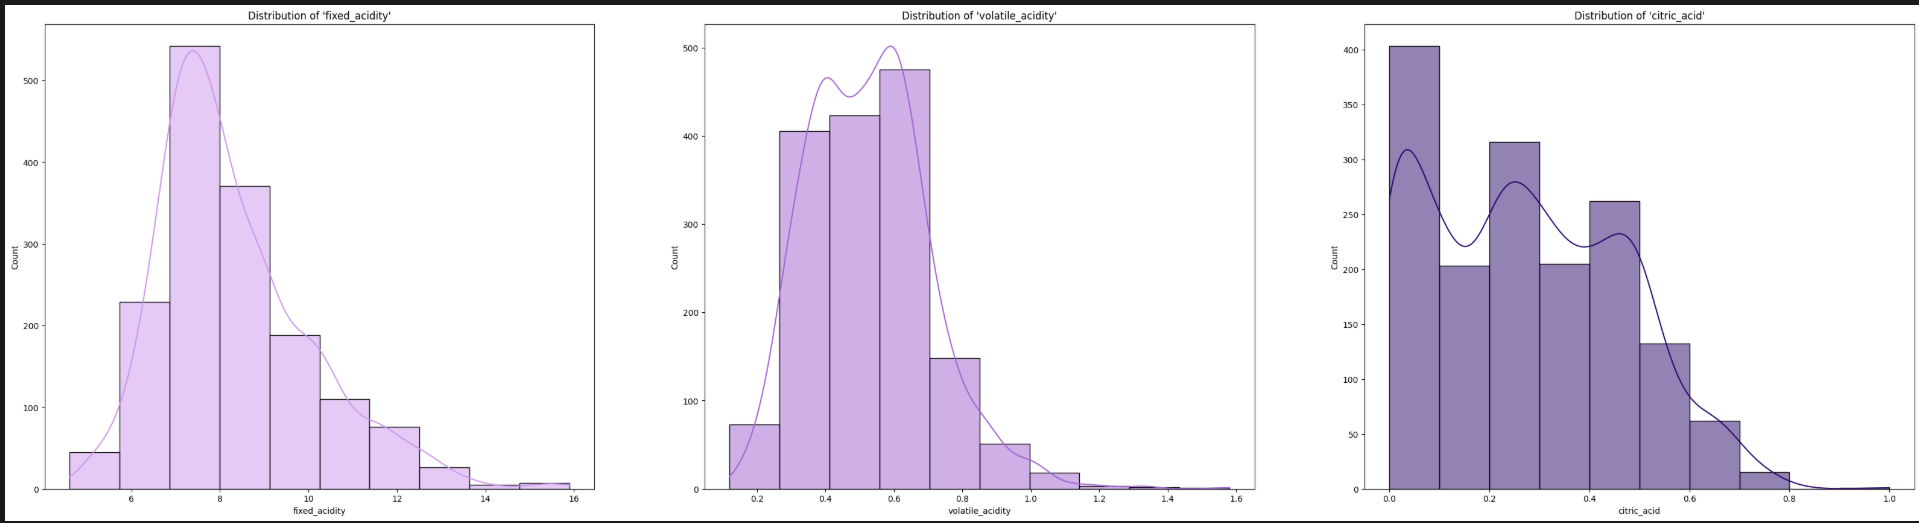 Distribution of 'fixed_acidity'
Count
500
400
300
200
100
0
6 8 10 12 14 16
fixed_acidity
Distribution of 'volatile_acidity'
Count
500
400
300
200
100
0
0.2 0.4 0.6 0.8 1.0 1.2 1.4 1.6
volatile_acidity
Distribution of 'citric_acid'
Count
400
350
300
250
200
150
100
50
0
0.0 0.2 0.4 0.6 0.8 1.0
citric_acid